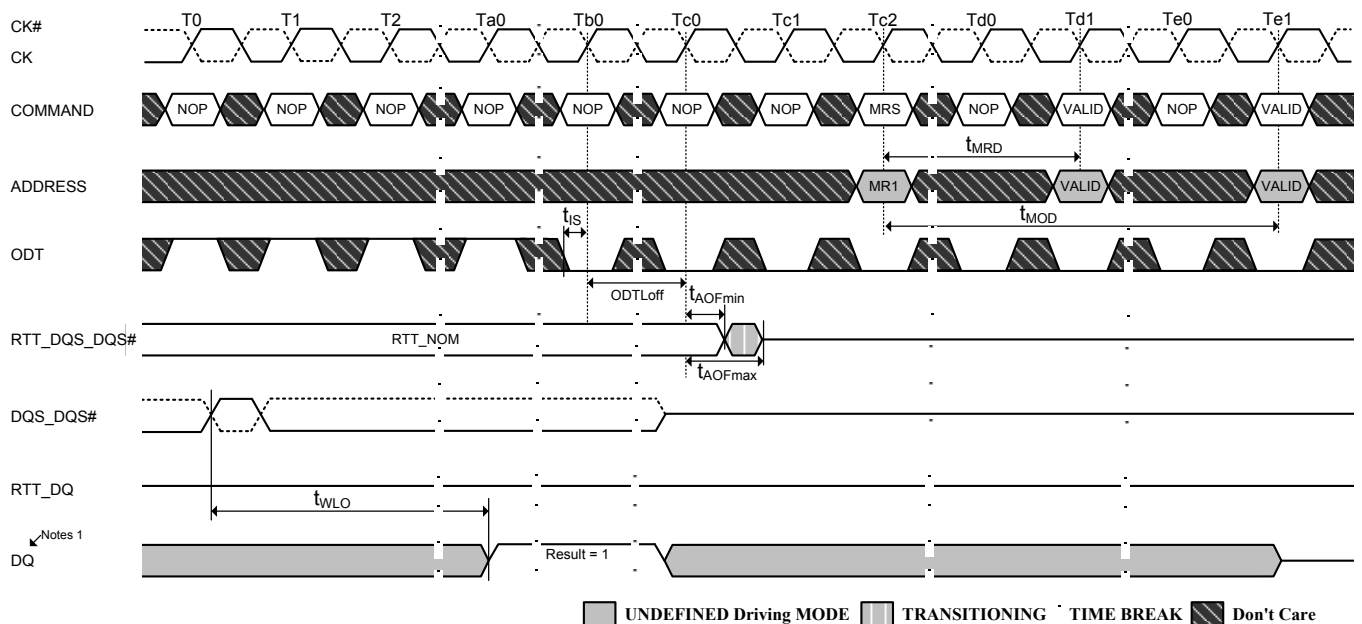 T0 T1 T2 Ta0 Tb0 Tc0 Tc1 Tc2 Td0 Td1 Te0 Te1
CK#
CK
COMMAND NOP NOP NOP NOP NOP NOP NOP MRS NOP VALID NOP VALID
tMRD
ADDRESS MR1 VALID VALID
tIS tMOD
ODT
ODTLoff tAOFmin
RTT_DQS_DQS# RTT_NOM
tAOFmax
DQS_DQS#
RTT_DQ
tWLO
Notes 1
DQ Result = 1
UNDEFINED Driving MODE TRANSITIONING TIME BREAK Don't Care